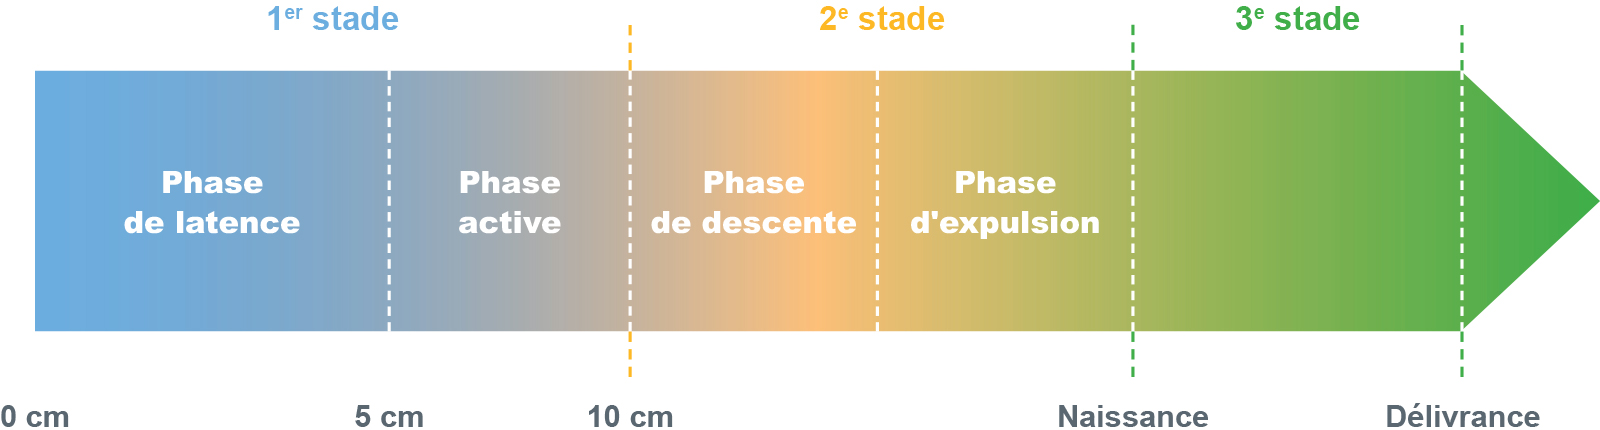 1er stade
2e stade
3e stade
Phase
de latence
Phase
active
Phase
de descente
Phase
d'expulsion
0 cm
5 cm
10 cm
Naissance
Délivrance